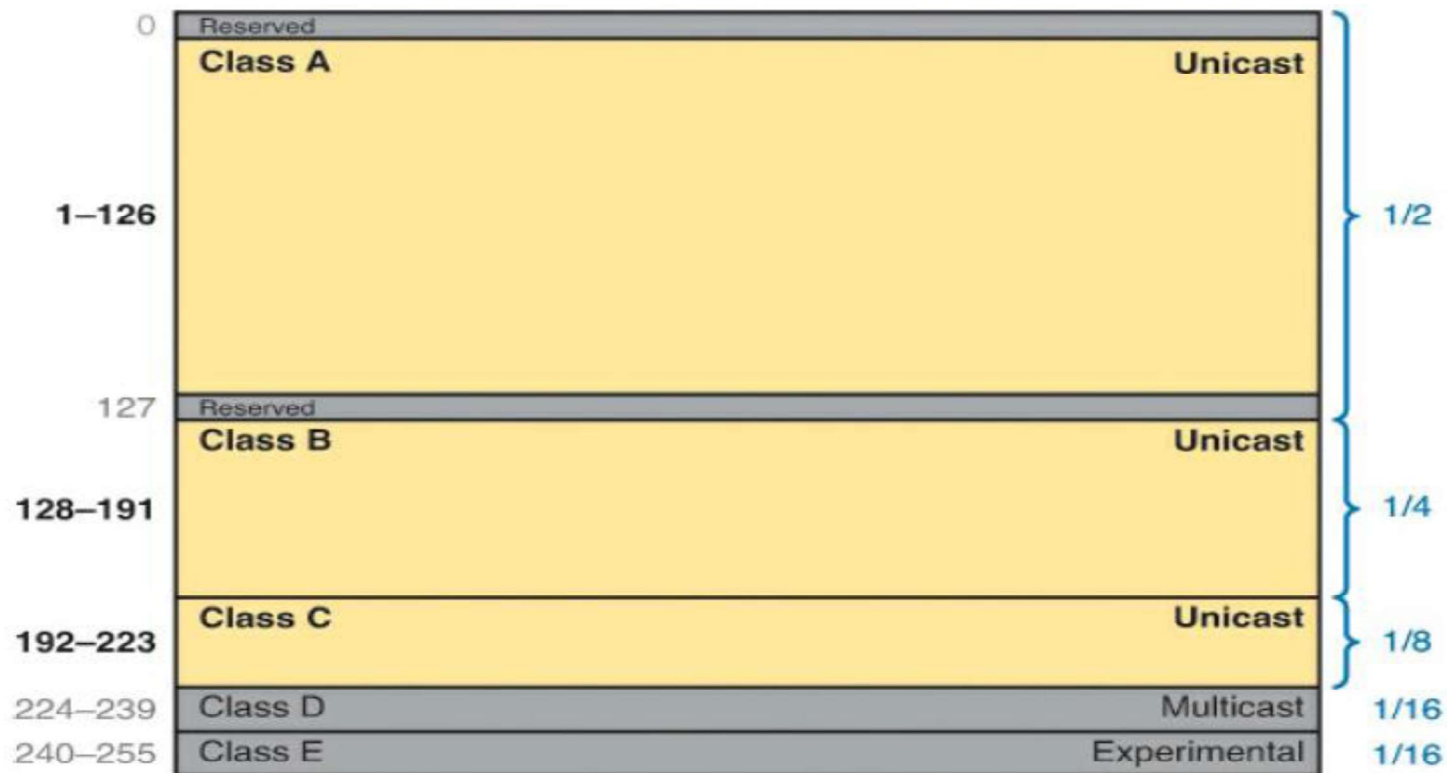 0 Reserved
Class A Unicast
1–126 1/2
127 Reserved
Class B Unicast
128–191 1/4
Class C Unicast
192–223 1/8
224–239 Class D Multicast 1/16
240–255 Class E Experimental 1/16